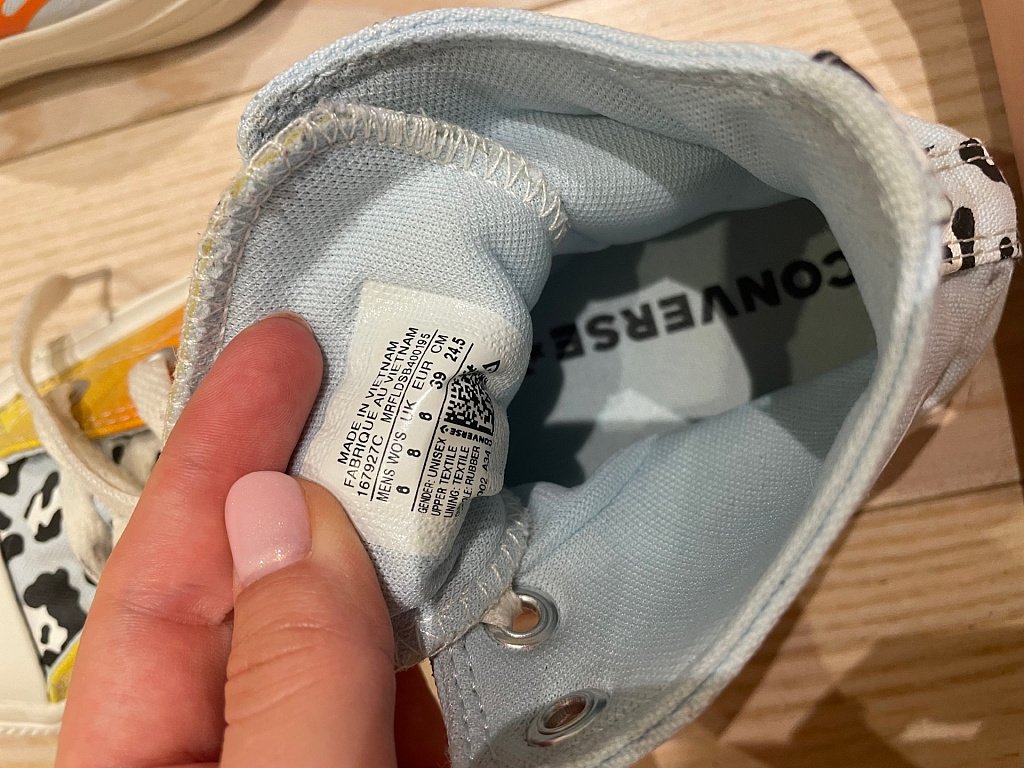 MADE IN VIETNAM
FABRIQUE AU VIETNAM
167927C MRFLDSB400195
MENS WO'S UK EUR CM
6 8 6 39 24.5
CONVERSE
GENDER: UNISEX
UPPER TEXTILE
LINING: TEXTILE
RUBBER
A34
CONVERSE